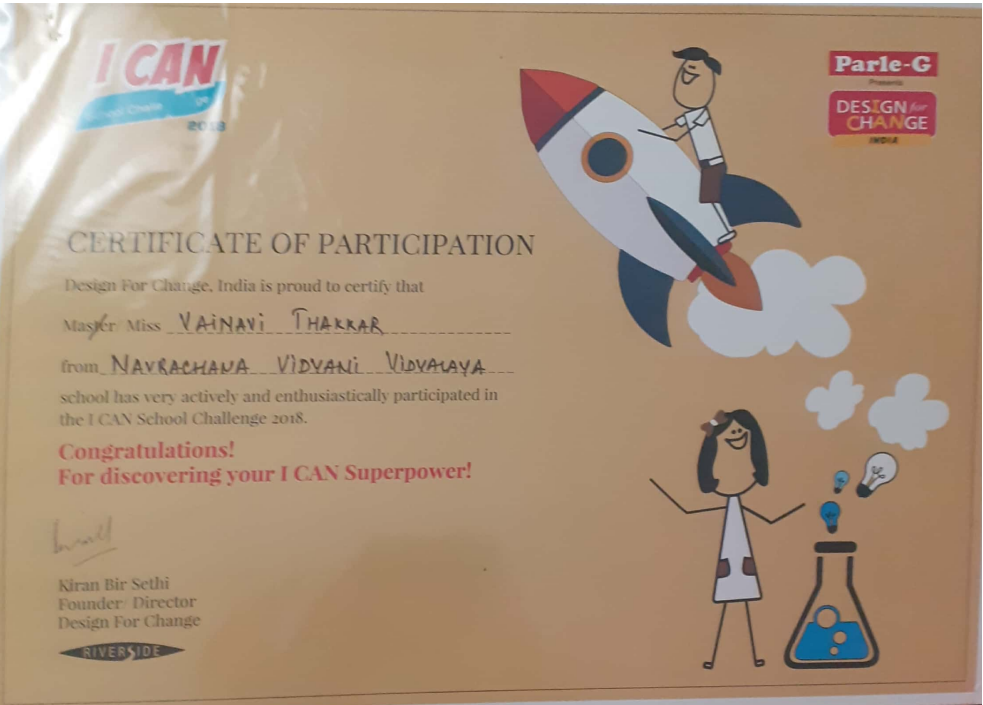 I CAN
School Challenge
2018
Parle-G
Presents
DESIGN for
CHANGE
INDIA
CERTIFICATE OF PARTICIPATION
Design For Change, India is proud to certify that
Master/Miss VAINAVI THAKKAR
from NAVRACHANA VIDYANI VIDYALAYA
school has very actively and enthusiastically participated in
the I CAN School Challenge 2018.
Congratulations!
For discovering your I CAN Superpower!
Kiran Bir Sethi
Founder/Director
Design For Change
RIVERSIDE